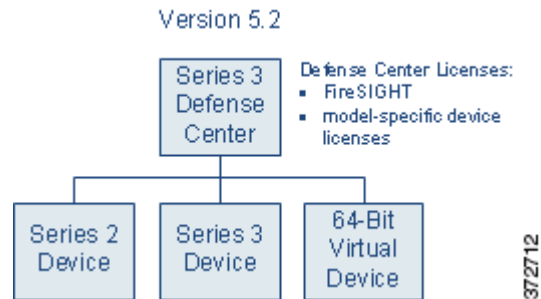 Version 5.2
Series 3
Defense
Center
Defense Center Licenses:
▪ FireSIGHT
▪ model-specific device
licenses
Series 2
Device
Series 3
Device
64-Bit
Virtual
Device
372712